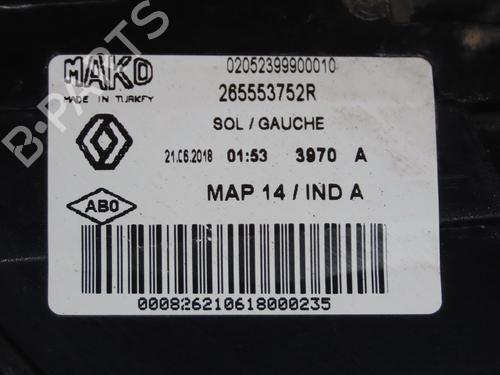 MAKO
MADE IN TURKEY
02052399900010
265553752R
SOL / GAUCHE
21.06.2018 01:53 3970 A
MAP 14 / IND A
ABO
000826210618000235
B-PARTS